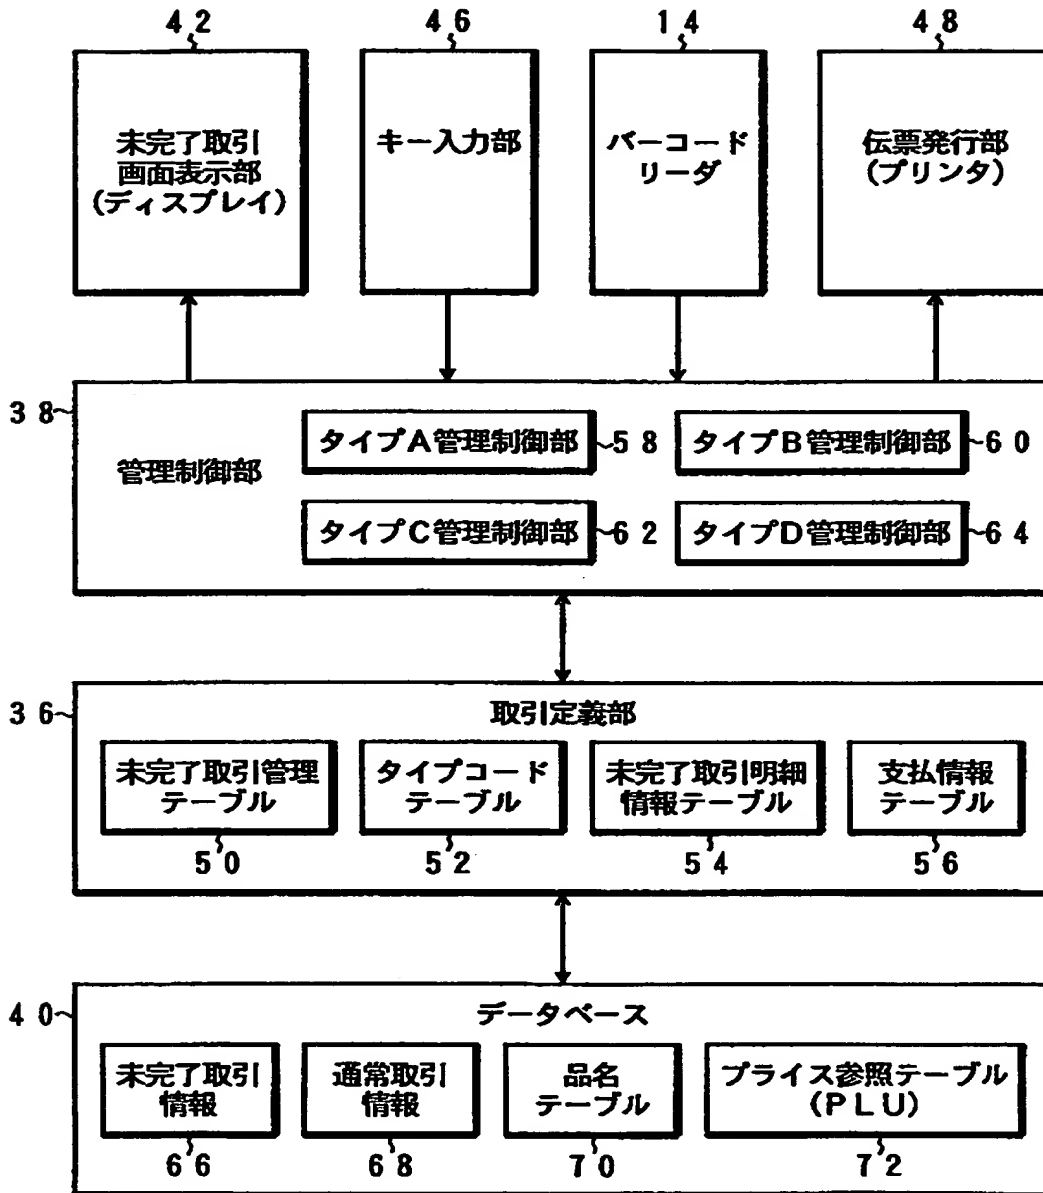 42 46 14 48
未完了取引
画面表示部
(ディスプレイ)
キー入力部
バーコード
リーダ
伝票発行部
(プリンタ)
38
管理制御部
タイプA管理制御部 58
タイプB管理制御部 60
タイプC管理制御部 62
タイプD管理制御部 64
36
取引定義部
未完了取引管理
テーブル
50
タイプコード
テーブル
52
未完了取引明細
情報テーブル
54
支払情報
テーブル
56
40
データベース
未完了取引
情報
66
通常取引
情報
68
品名
テーブル
70
プライス参照テーブル
(PLU)
72